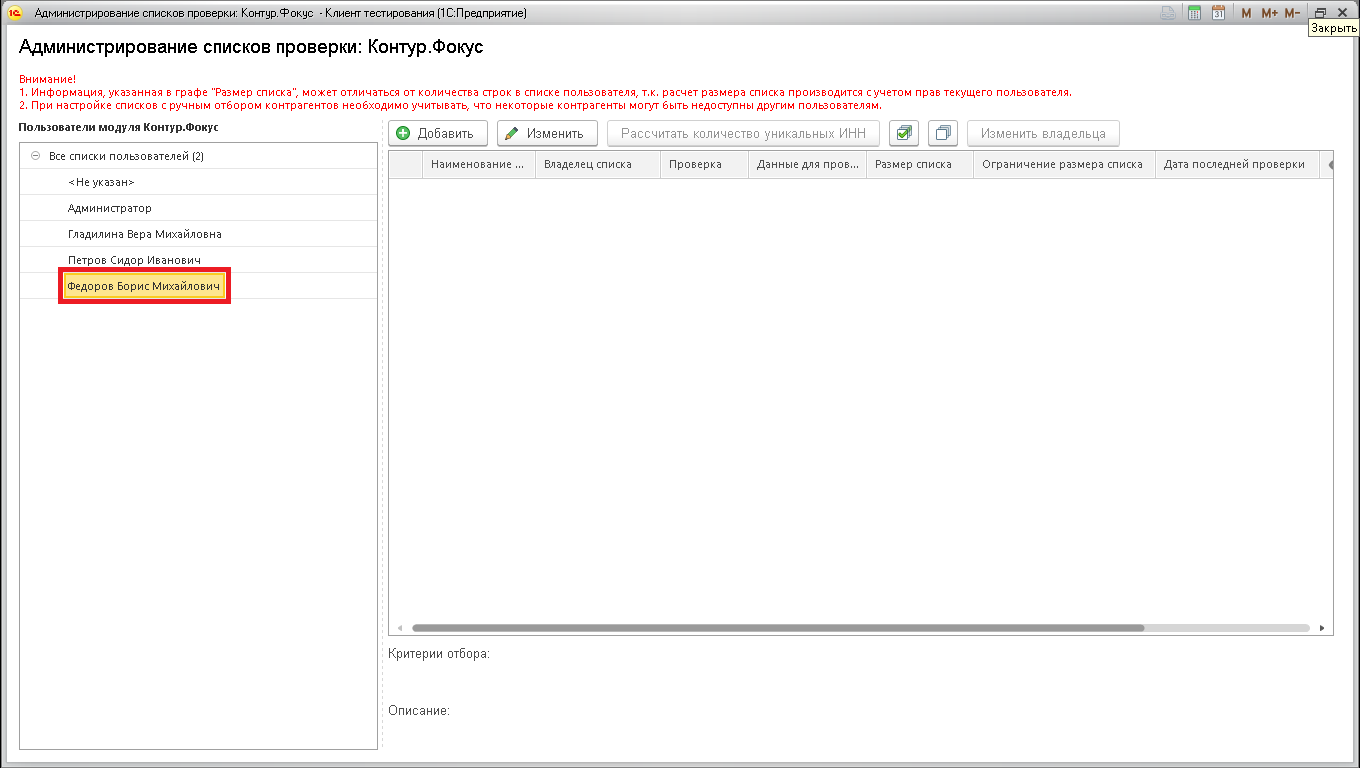 Администрирование списков проверки: Контур.Фокус - Клиент тестирования (1С:Предприятие)
31 M M+ M-
Закрыть
Администрирование списков проверки: Контур.Фокус
Внимание!
1. Информация, указанная в графе "Размер списка", может отличаться от количества строк в списке пользователя, т.к. расчет размера списка производится с учетом прав текущего пользователя.
2. При настройке списков с ручным отбором контрагентов необходимо учитывать, что некоторые контрагенты могут быть недоступны другим пользователям.
Пользователи модуля Контур.Фокус
Все списки пользователей (2)
<Не указан>
Администратор
Гладилина Вера Михайловна
Петров Сидор Иванович
Федоров Борис Михайлович
Добавить Изменить Рассчитать количество уникальных ИНН Изменить владельца
Наименование ... Владелец списка Проверка Данные для пров... Размер списка Ограничение размера списка Дата последней проверки
Критерии отбора:
Описание: